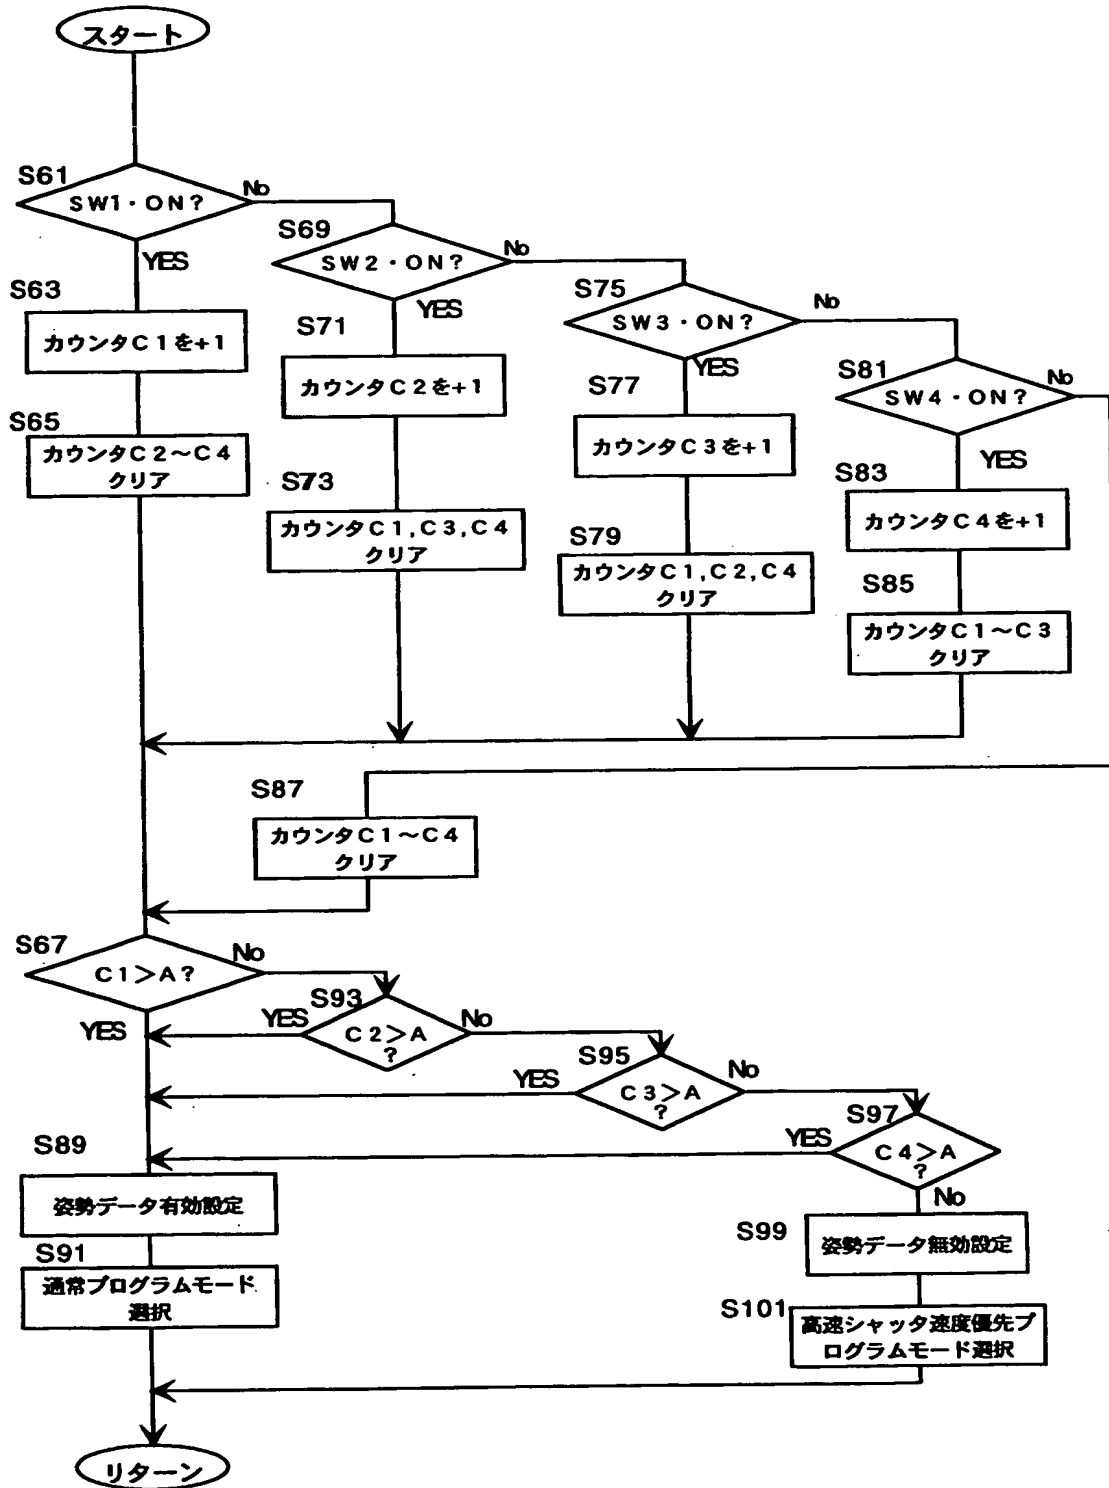 スタート
S61
SW1・ON?
No
YES
S69
SW2・ON?
No
YES
S75
SW3・ON?
No
YES
S81
SW4・ON?
No
YES
S63
カウンタC1を+1
S65
カウンタC2〜C4
クリア
S71
カウンタC2を+1
S73
カウンタC1,C3,C4
クリア
S77
カウンタC3を+1
S79
カウンタC1,C2,C4
クリア
S83
カウンタC4を+1
S85
カウンタC1〜C3
クリア
S87
カウンタC1〜C4
クリア
S67
C1>A?
No
YES
S93
C2>A
?
YES
No
S95
C3>A
?
YES
No
S97
C4>A
?
YES
No
S89
姿勢データ有効設定
S91
通常プログラムモード
選択
S99
姿勢データ無効設定
S101
高速シャッタ速度優先プ
ログラムモード選択
リターン